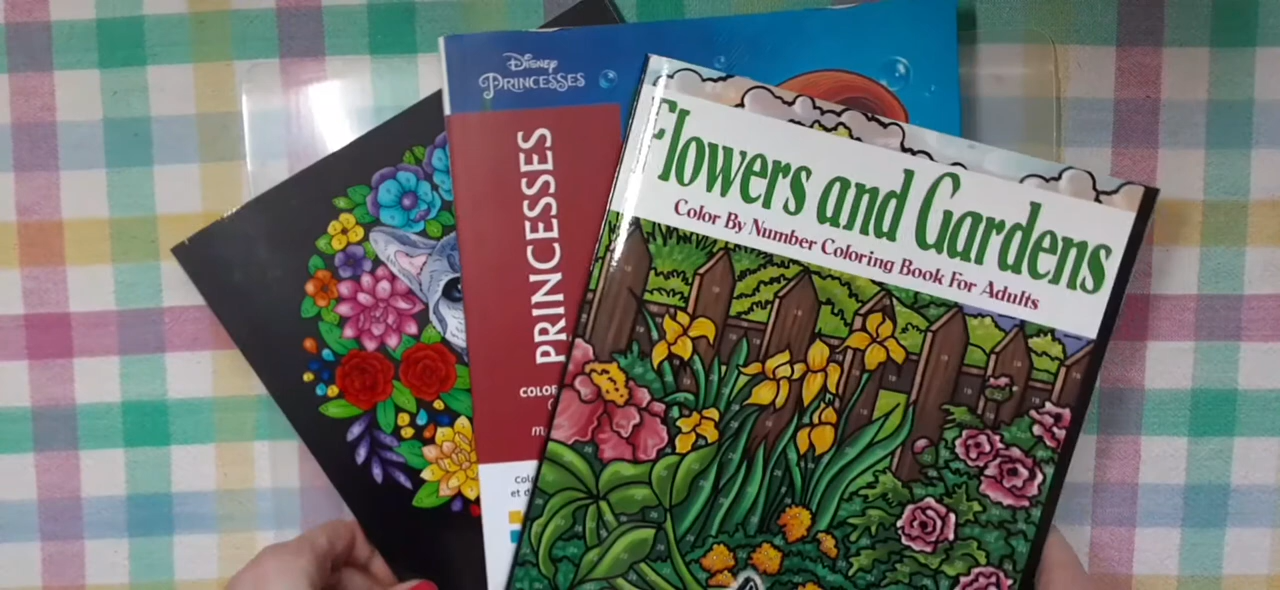 Disney
PRINCESSES
PRINCESSES
Flowers and Gardens
Color By Number Coloring Book For Adults